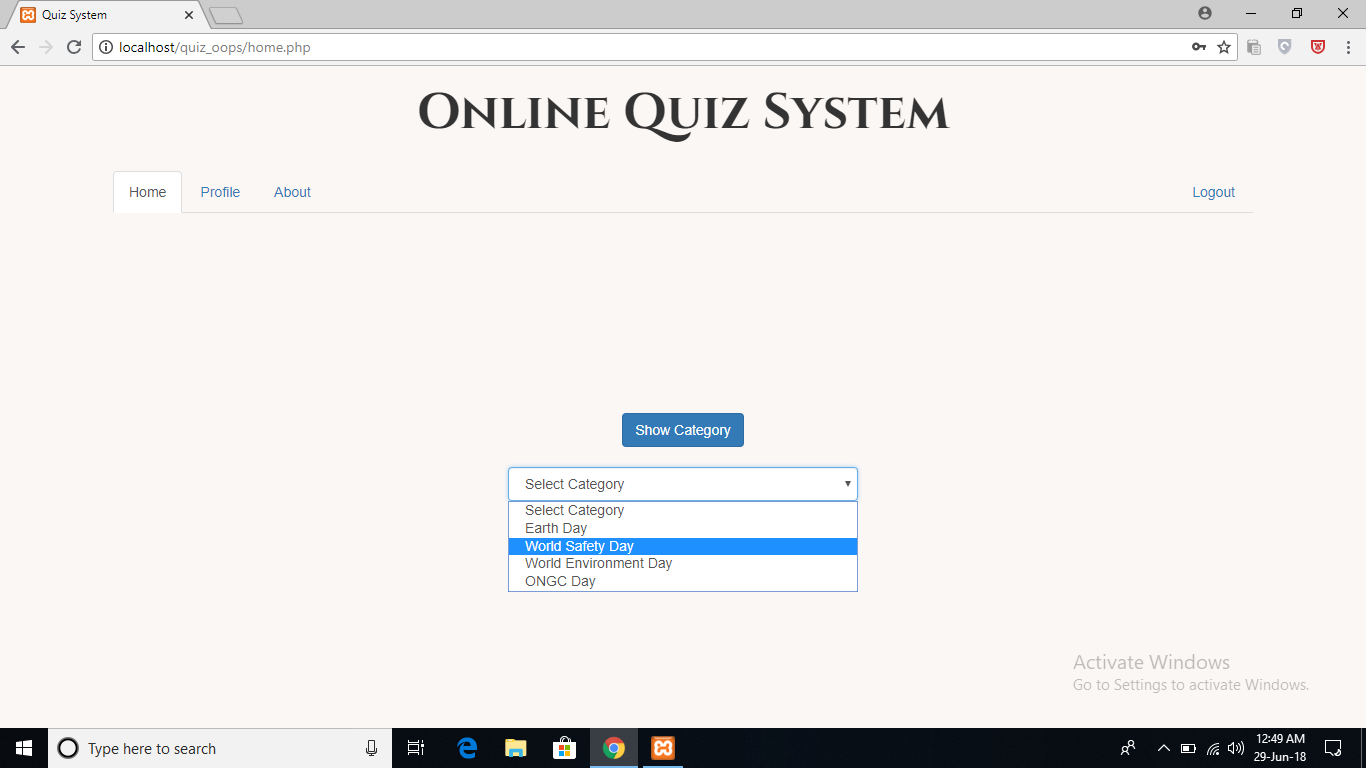 Quiz System
localhost/quiz_oops/home.php
Online Quiz System
Home Profile About Logout
Show Category
Select Category
Select Category
Earth Day
World Safety Day
World Environment Day
ONGC Day
Activate Windows
Go to Settings to activate Windows.
Type here to search
12:49 AM
29-Jun-18